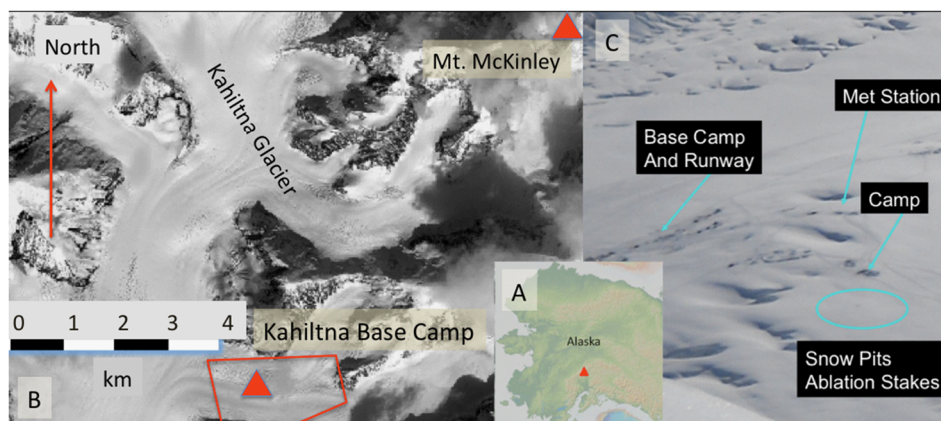 North
Kahiltna Glacier
Mt. McKinley
0 1 2 3 4
km
Kahiltna Base Camp
B
A
Alaska
C
Met Station
Base Camp
And Runway
Camp
Snow Pits
Ablation Stakes